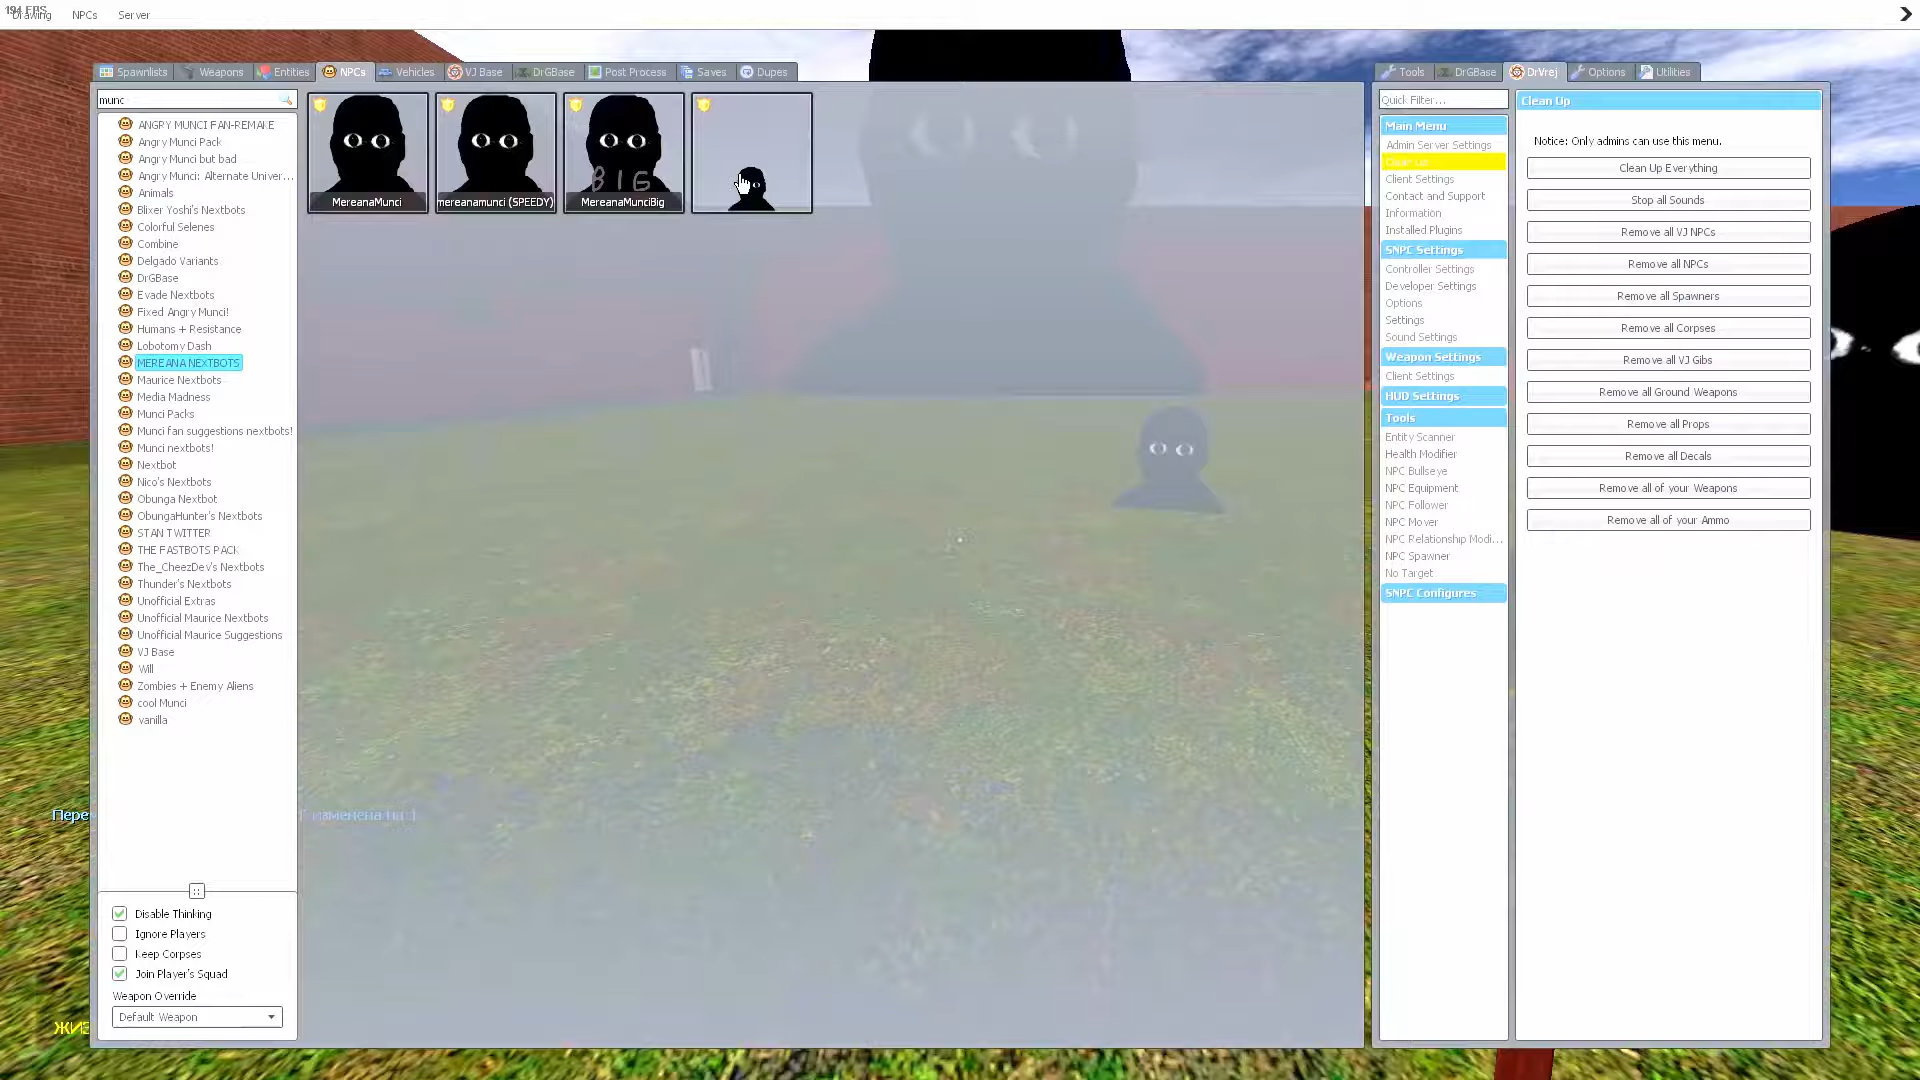 194 FPS
Drawing NPCs Server
Spawnlists Weapons Entities NPCs Vehicles VJ Base DrGBase Post Process Saves Dupes
munc
ANGRY MUNCI FAN-REMAKE
Angry Munci Pack
Angry Munci but bad
Angry Munci: Alternate Univer...
Animals
Blixer Yoshi's Nextbots
Colorful Selenes
Combine
Delgado Variants
DrGBase
Evade Nextbots
Fixed Angry Munci!
Humans + Resistance
Lobotomy Dash
MEREANA NEXTBOTS
Maurice Nextbots
Media Madness
Munci Packs
Munci fan suggestions nextbots!
Munci nextbots!
Nextbot
Nico's Nextbots
Obunga Nextbot
ObungaHunter's Nextbots
STAN TWITTER
THE FASTBOTS PACK
The_CheezDev's Nextbots
Thunder's Nextbots
Unofficial Extras
Unofficial Maurice Nextbots
Unofficial Maurice Suggestions
VJ Base
Will
Zombies + Enemy Aliens
cool Munci
vanilla
Disable Thinking
Ignore Players
Keep Corpses
Join Player's Squad
Weapon Override
Default Weapon
MereanaMunci
mereanamunci (SPEEDY)
BIG
MereanaMunciBig
Пере
изменена на 1
ЖИЗ
Tools DrGBase DrVrej Options Utilities
Quick Filter...
Main Menu
Admin Server Settings
Clean Up
Client Settings
Contact and Support
Information
Installed Plugins
SNPC Settings
Controller Settings
Developer Settings
Options
Settings
Sound Settings
Weapon Settings
Client Settings
HUD Settings
Tools
Entity Scanner
Health Modifier
NPC Bullseye
NPC Equipment
NPC Follower
NPC Mover
NPC Relationship Modi...
NPC Spawner
No Target
SNPC Configures
Clean Up
Notice: Only admins can use this menu.
Clean Up Everything
Stop all Sounds
Remove all VJ NPCs
Remove all NPCs
Remove all Spawners
Remove all Corpses
Remove all VJ Gibs
Remove all Ground Weapons
Remove all Props
Remove all Decals
Remove all of your Weapons
Remove all of your Ammo